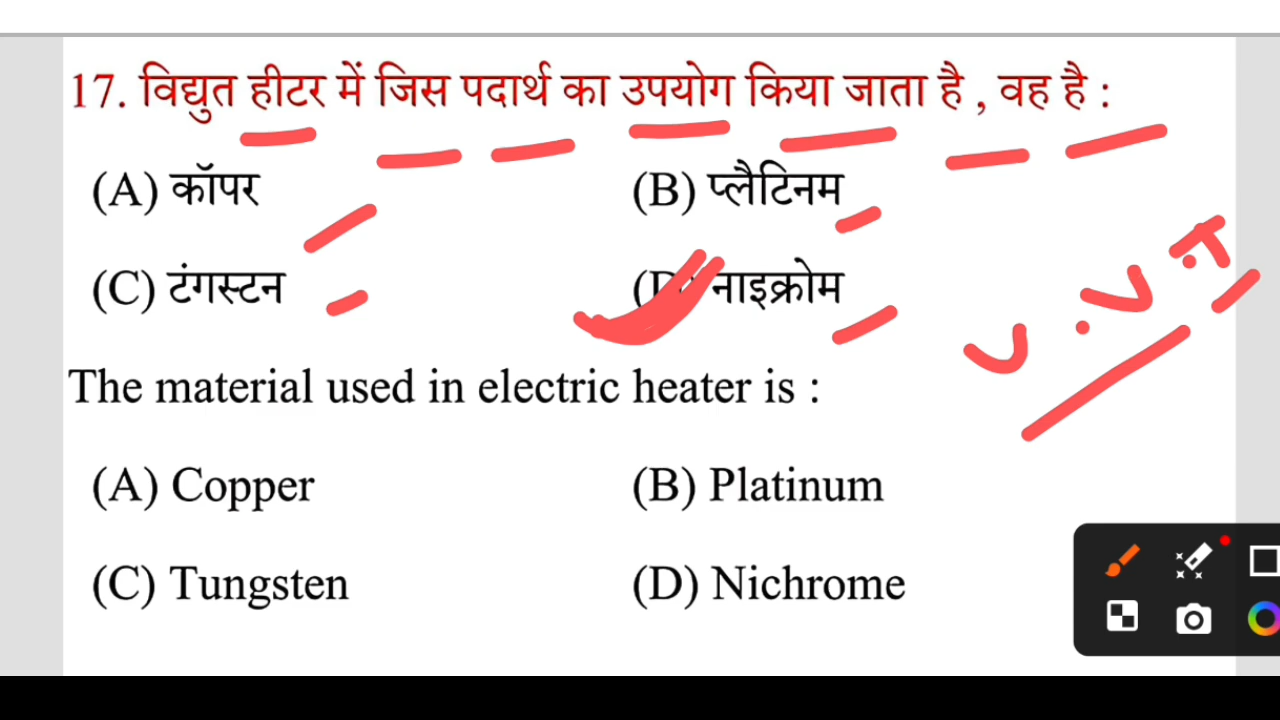 17. विद्युत हीटर में जिस पदार्थ का उपयोग किया जाता है , वह है :
(A) कॉपर (B) प्लैटिनम
(C) टंगस्टन (D) नाइक्रोम
The material used in electric heater is :
(A) Copper (B) Platinum
(C) Tungsten (D) Nichrome